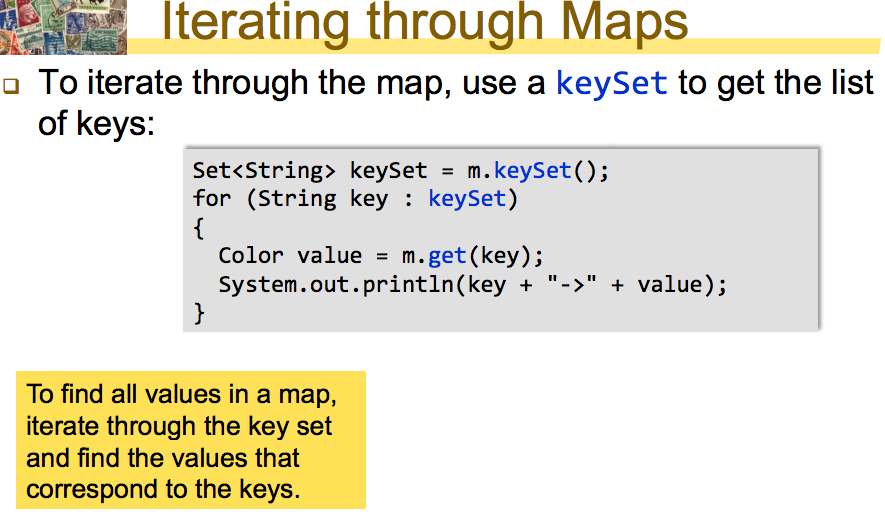 Iterating through Maps
To iterate through the map, use a keySet to get the list
of keys:
Set<String> keySet = m.keySet();
for (String key : keySet)
{
Color value = m.get(key);
System.out.println(key + "->" + value);
}
To find all values in a map,
iterate through the key set
and find the values that
correspond to the keys.